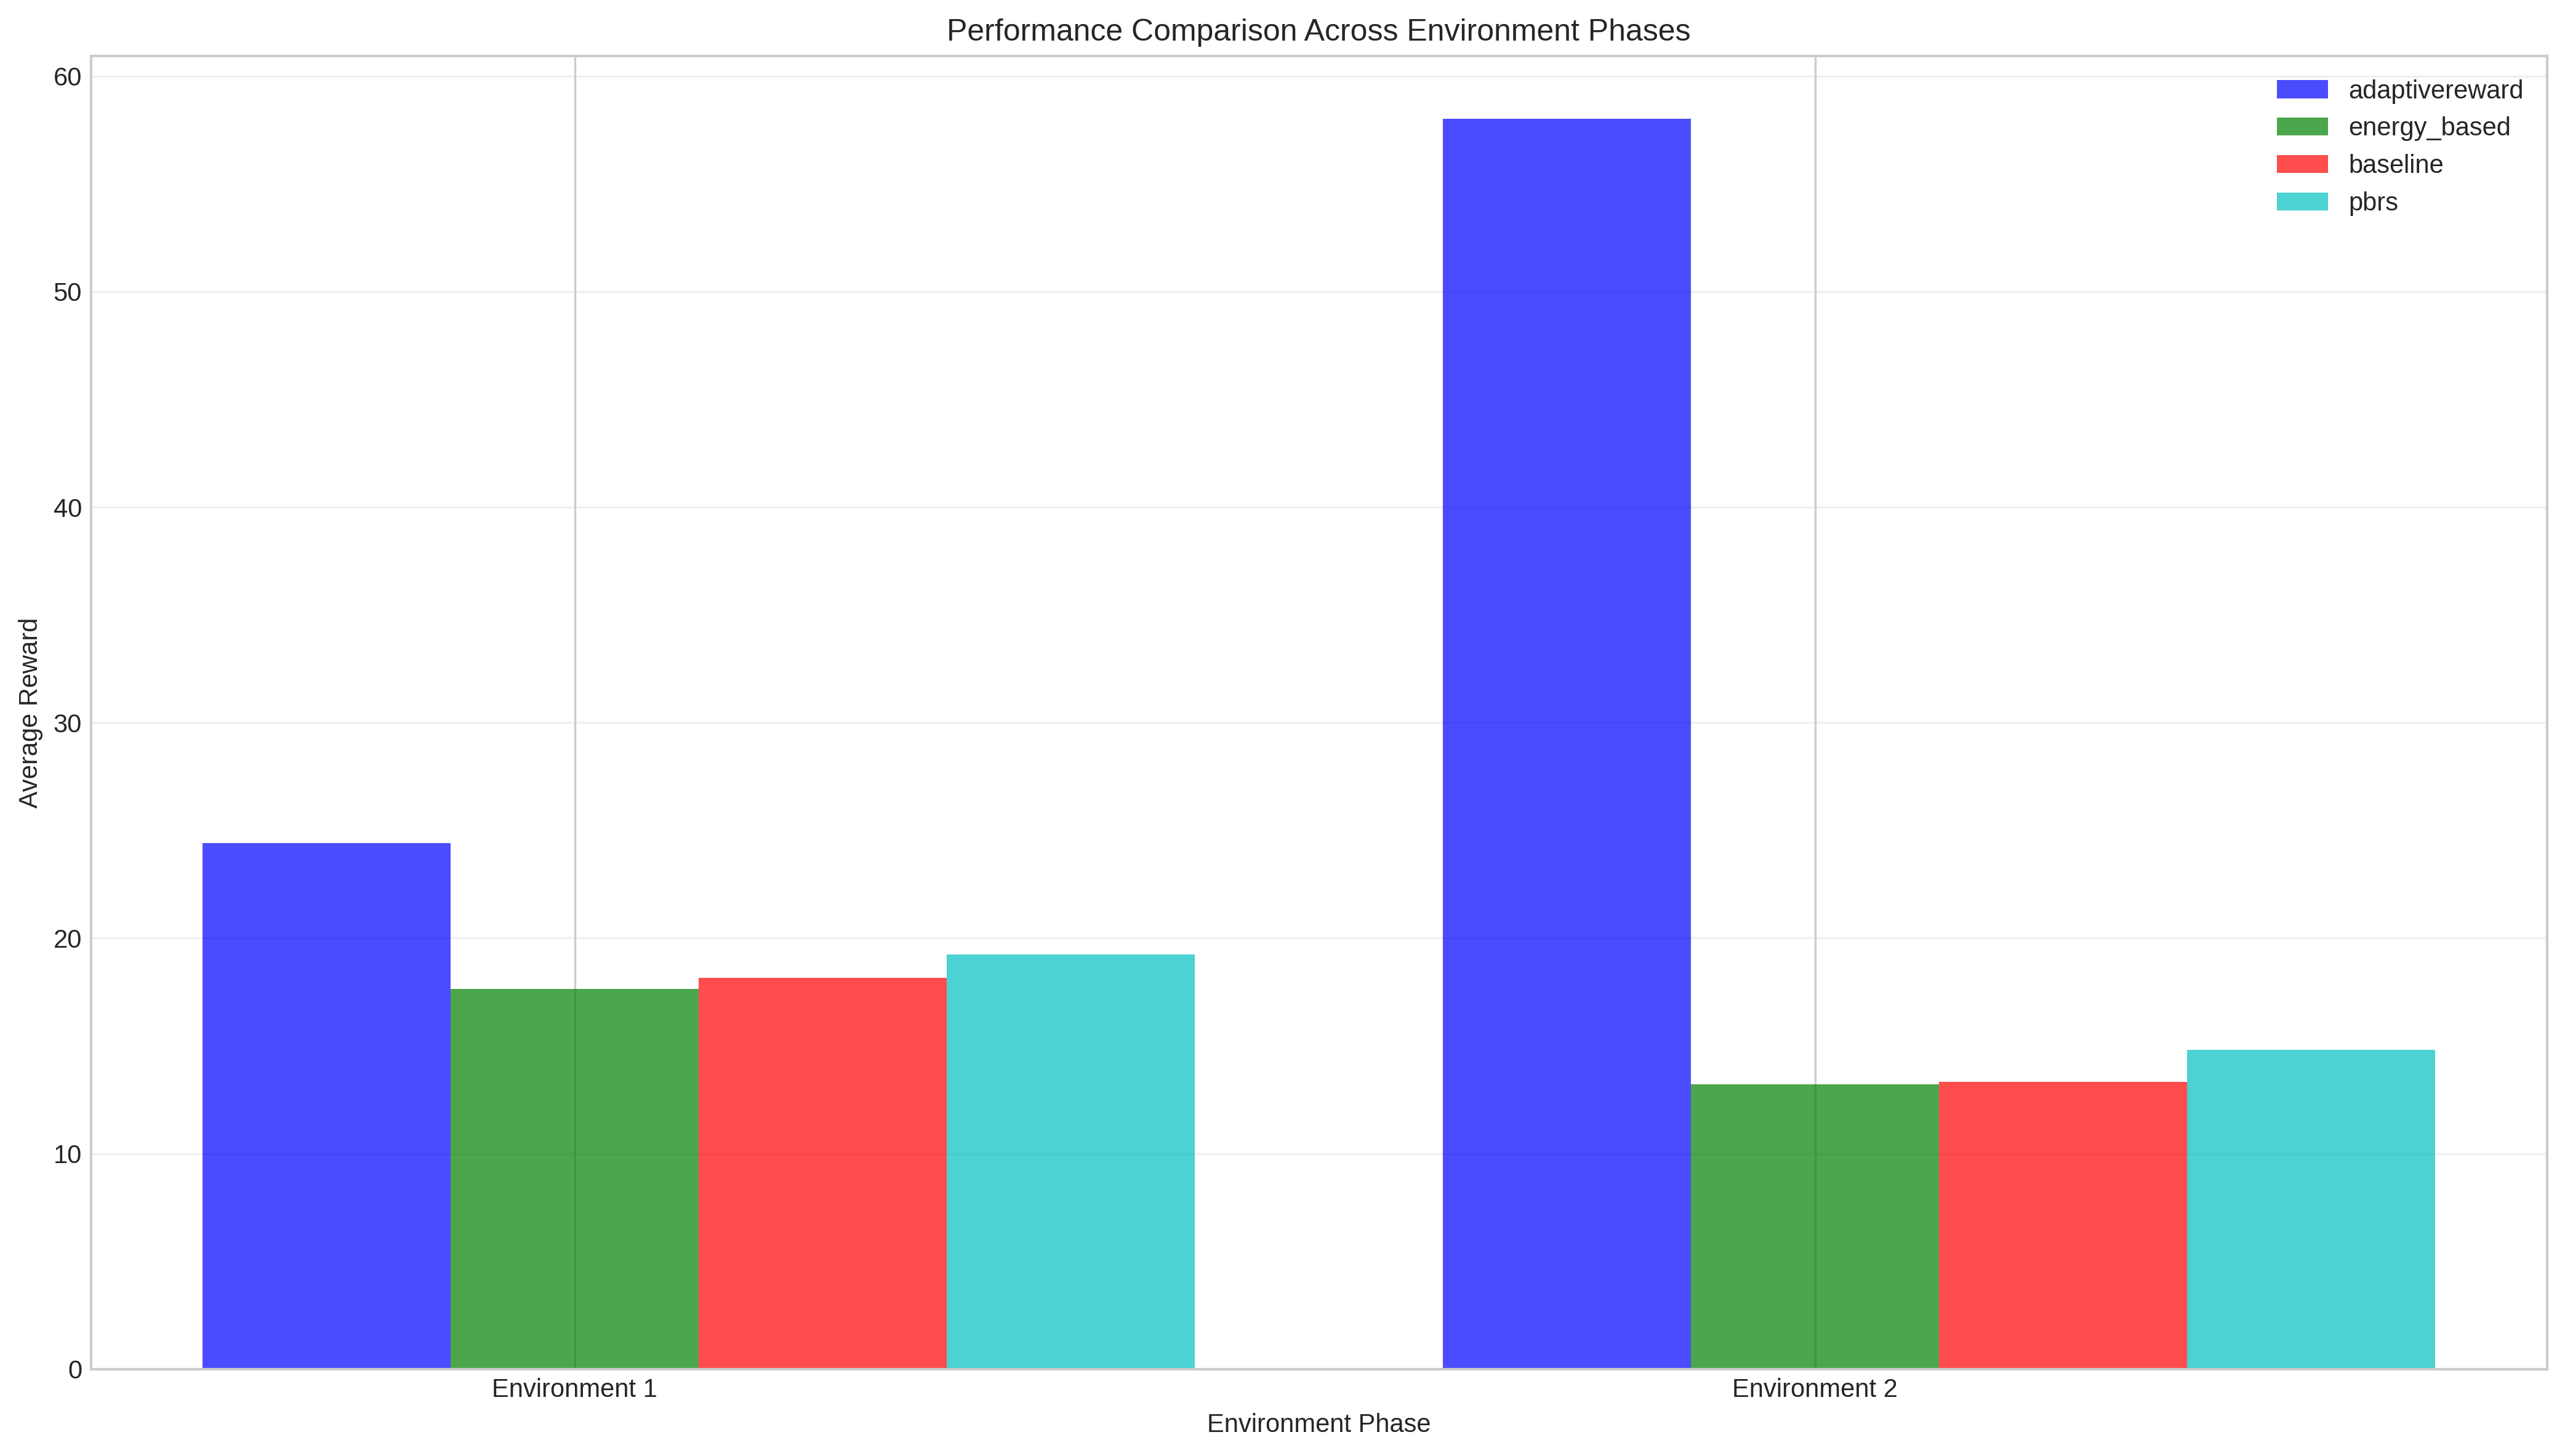 Performance Comparison Across Environment Phases
60
50
40
30
20
10
0
Average Reward
adaptivereward
energy_based
baseline
pbrs
Environment 1
Environment 2
Environment Phase